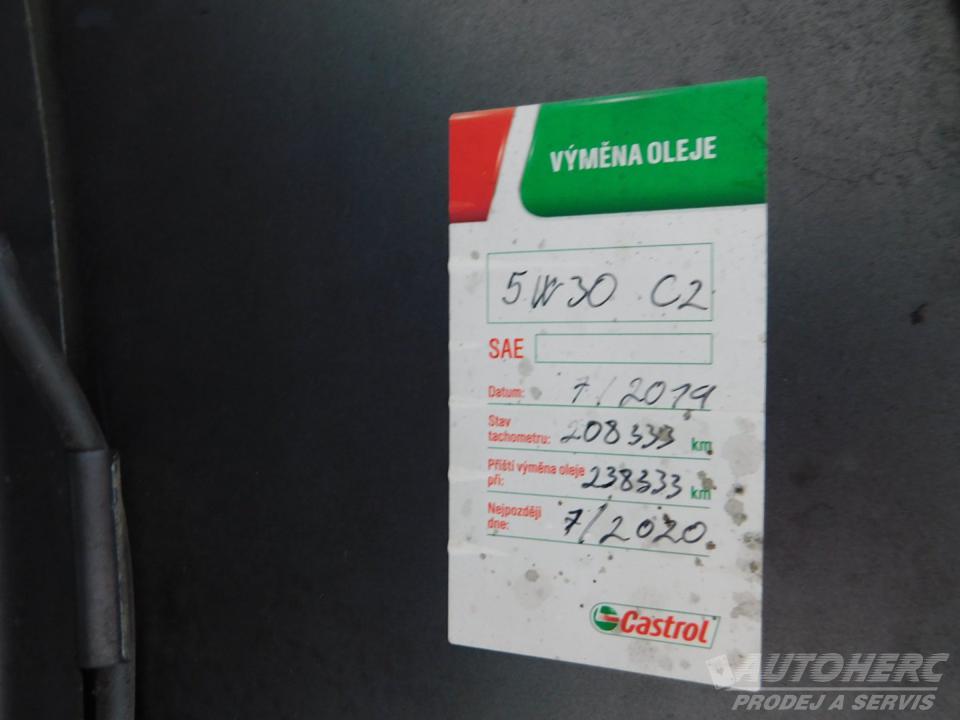 VÝMĚNA OLEJE
5W30 C2
SAE
Datum: 7/2019
Stav
tachometru: 208333 km
Příští výměna oleje
při: 238333 km
Nejpozději
dne: 7/2020
Castrol
AUTOHERC
PRODEJ A SERVIS